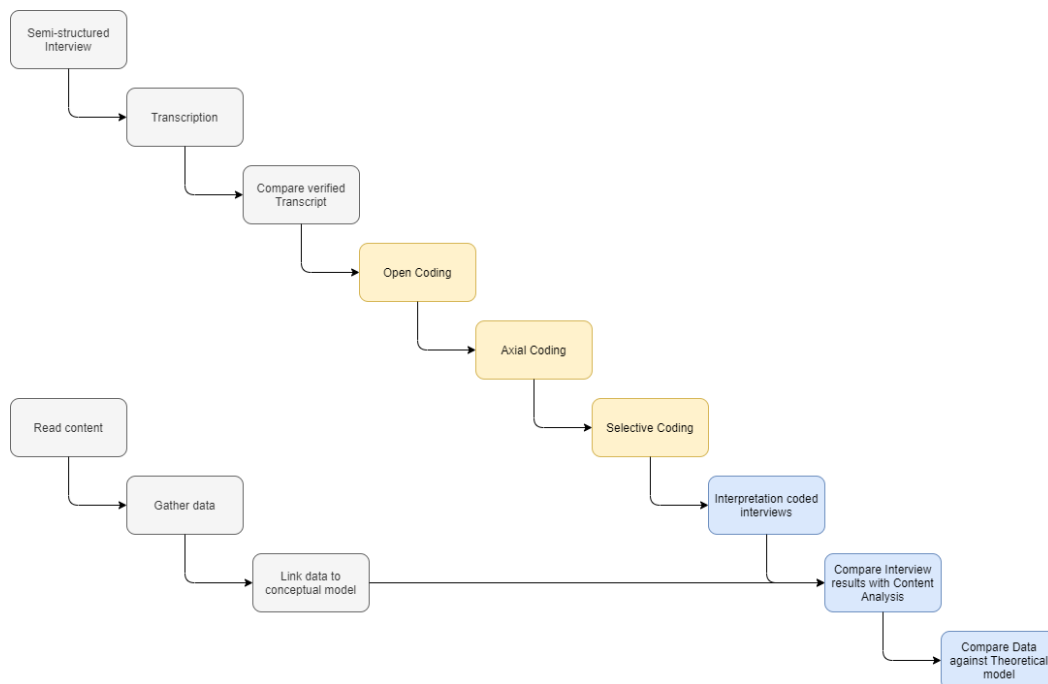 Semi-structured
Interview
Transcription
Compare verified
Transcript
Open Coding
Axial Coding
Read content
Selective Coding
Gather data
Interpretation coded
interviews
Link data to
conceptual model
Compare Interview
results with Content
Analysis
Compare Data
against Theoretical
model